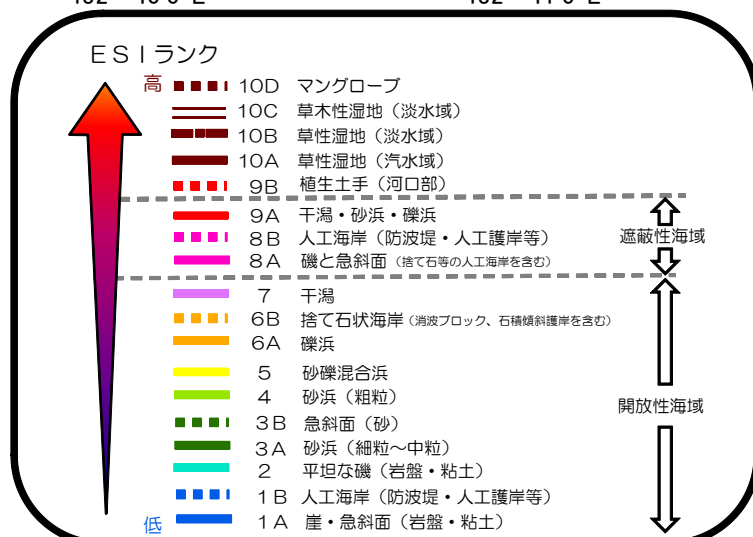 ESIランク
高
10D マングローブ
10C 草木性湿地（淡水域）
10B 草性湿地（淡水域）
10A 草性湿地（汽水域）
9B 植生土手（河口部）
9A 干潟・砂浜・礫浜
8B 人工海岸（防波堤・人工護岸等）
遮蔽性海域
8A 磯と急斜面（捨て石等の人工海岸を含む）
7 干潟
6B 捨て石状海岸（消波ブロック、石積傾斜護岸を含む）
6A 礫浜
5 砂礫混合浜
4 砂浜（粗粒）
開放性海域
3B 急斜面（砂）
3A 砂浜（細粒～中粒）
2 平坦な磯（岩盤・粘土）
1B 人工海岸（防波堤・人工護岸等）
低
1A 崖・急斜面（岩盤・粘土）